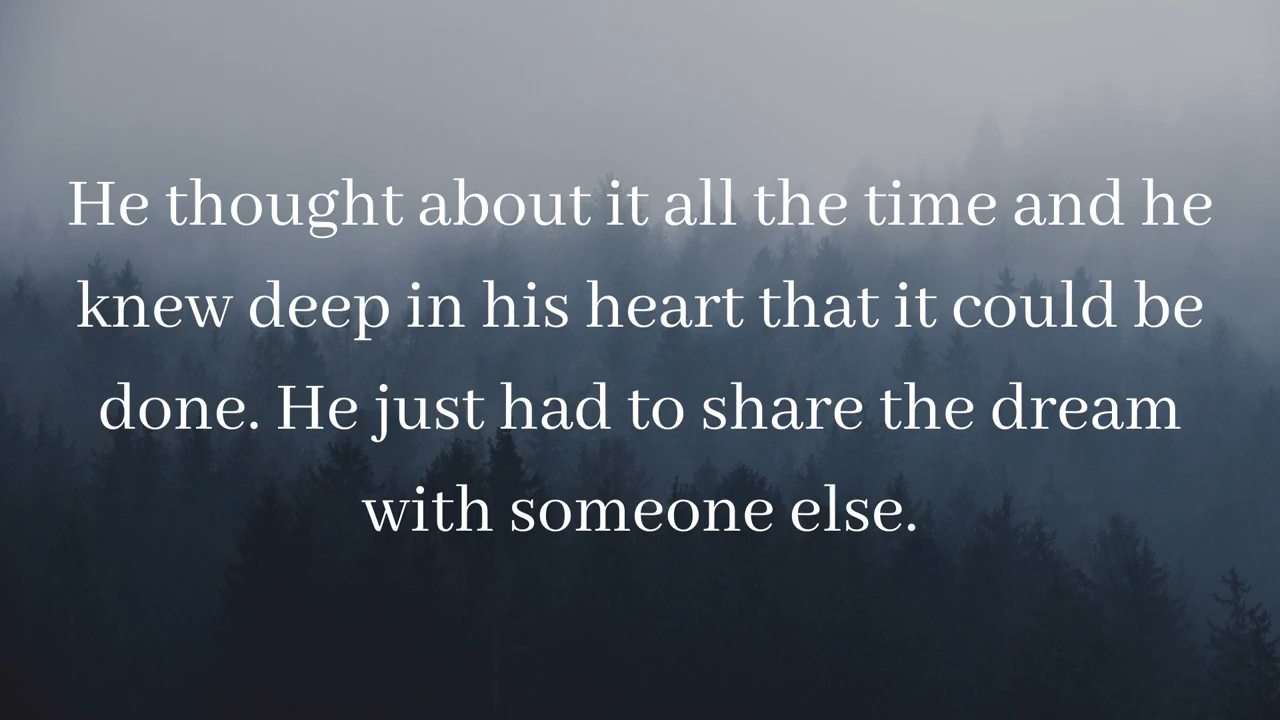 He thought about it all the time and he
knew deep in his heart that it could be
done. He just had to share the dream
with someone else.